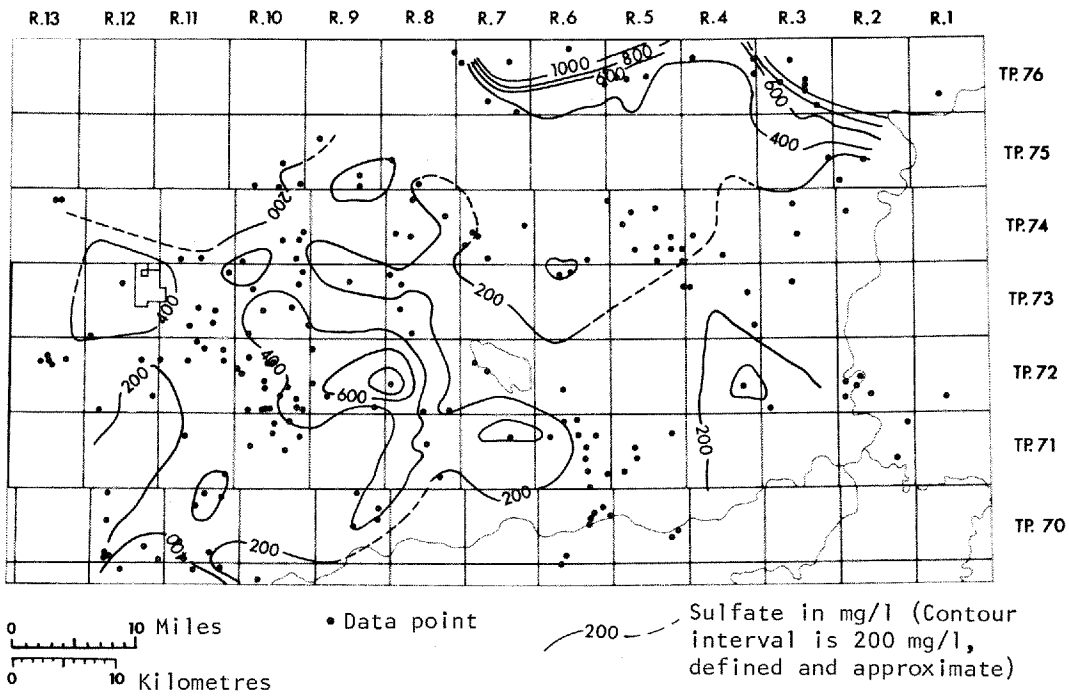 R.13 R.12 R.11 R.10 R.9 R.8 R.7 R.6 R.5 R.4 R.3 R.2 R.1
1000 800
600
TP. 76
600
400
TP. 75
200
TP. 74
200
400
TP. 73
400
200
600
TP. 72
200
200
TP. 71
200
TP. 70
200
0 10 Miles
0 10 Kilometres
Data point
200
Sulfate in mg/l (Contour
interval is 200 mg/l,
defined and approximate)